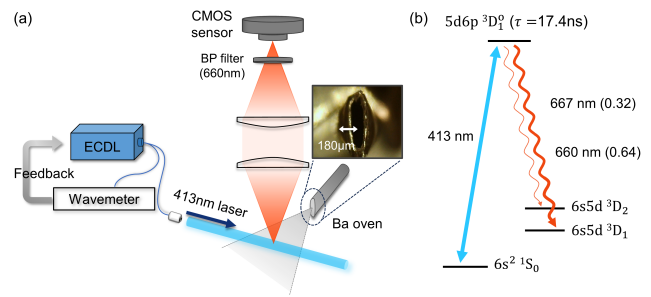 (a)
CMOS
sensor
BP filter
(660nm)
180μm
ECDL
Feedback
Wavemeter
413nm laser
Ba oven
(b)
5d6p ³D₁ᵒ (τ =17.4ns)
413 nm
667 nm (0.32)
660 nm (0.64)
6s5d ³D₂
6s5d ³D₁
6s² ¹S₀